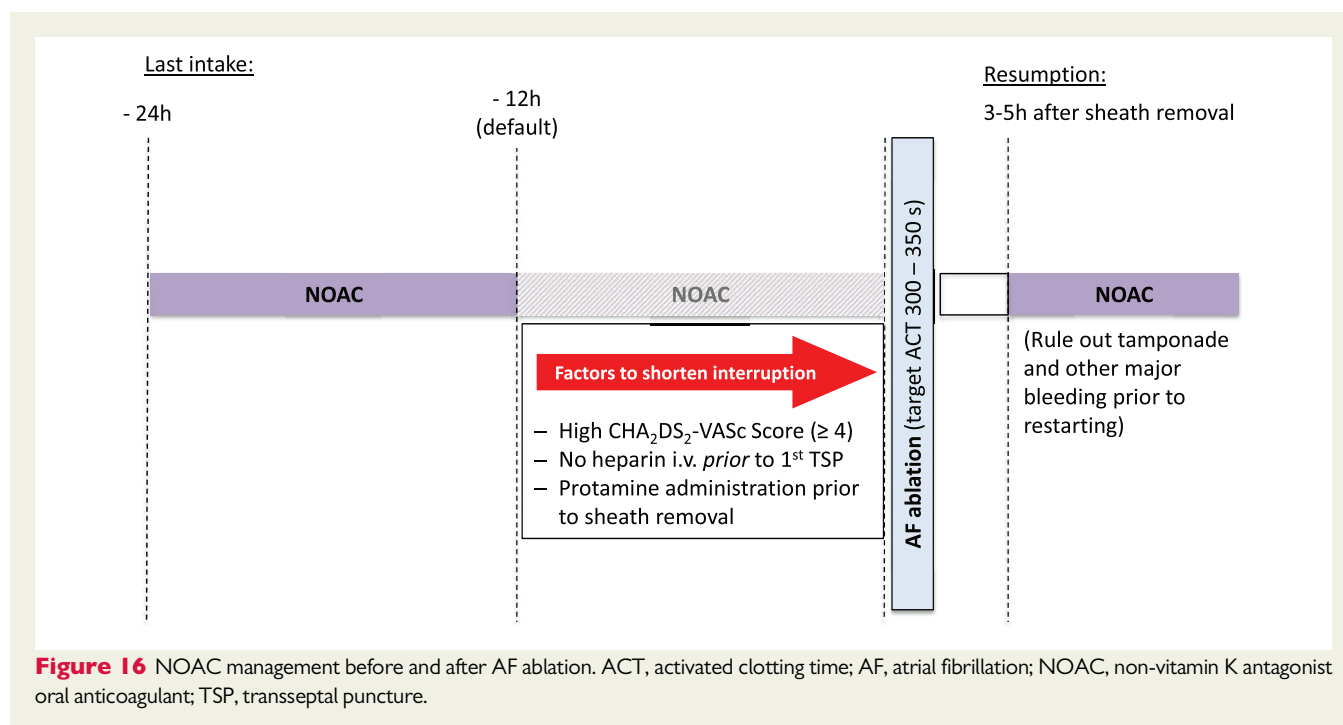 Last intake:
- 24h
- 12h
(default)
Resumption:
3-5h after sheath removal
NOAC
NOAC
AF ablation (target ACT 300 – 350 s)
NOAC
Factors to shorten interruption
– High CHA₂DS₂-VASc Score (≥ 4)
– No heparin i.v. prior to 1ˢᵗ TSP
– Protamine administration prior
to sheath removal
(Rule out tamponade
and other major
bleeding prior to
restarting)
Figure 16 NOAC management before and after AF ablation. ACT, activated clotting time; AF, atrial fibrillation; NOAC, non-vitamin K antagonist
oral anticoagulant; TSP, transseptal puncture.